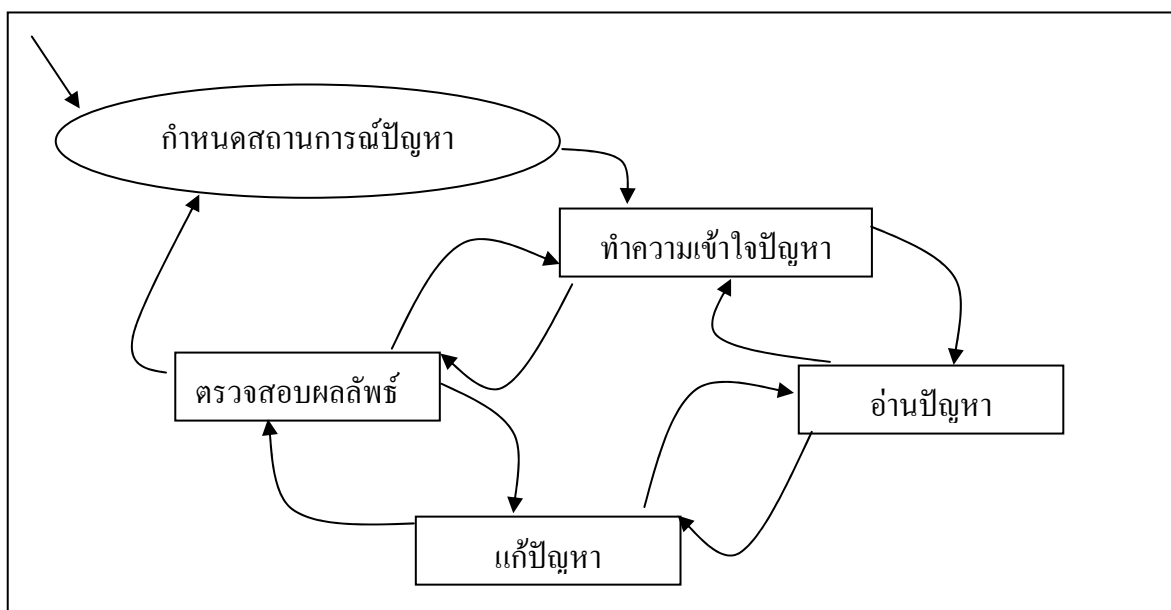 กำหนดสถานการณ์ปัญหา
ทำความเข้าใจปัญหา
ตรวจสอบผลลัพธ์
อ่านปัญหา
แก้ปัญหา